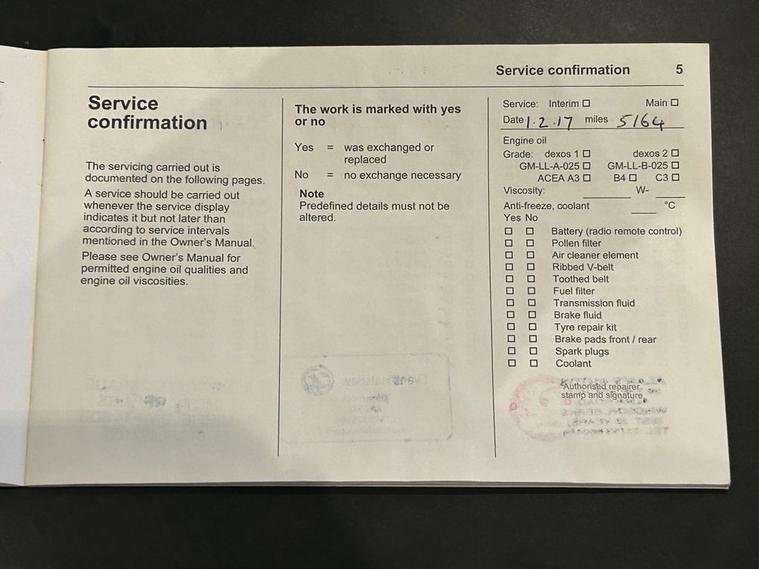 Service confirmation 5
Service
confirmation
The servicing carried out is
documented on the following pages.
A service should be carried out
whenever the service display
indicates it but not later than
according to service intervals
mentioned in the Owner's Manual.
Please see Owner's Manual for
permitted engine oil qualities and
engine oil viscosities.
The work is marked with yes
or no
Yes = was exchanged or
replaced
No = no exchange necessary
Note
Predefined details must not be
altered.
Service: Interim ☐ Main ☐
Date 1.2.17 miles 5164
Engine oil
Grade: dexos 1 ☐ dexos 2 ☐
GM-LL-A-025 ☐ GM-LL-B-025 ☐
ACEA A3 ☐ B4 ☐ C3 ☐
Viscosity: W-
Anti-freeze, coolant °C
Yes No
☐ ☐ Battery (radio remote control)
☐ ☐ Pollen filter
☐ ☐ Air cleaner element
☐ ☐ Ribbed V-belt
☐ ☐ Toothed belt
☐ ☐ Fuel filter
☐ ☐ Transmission fluid
☐ ☐ Brake fluid
☐ ☐ Tyre repair kit
☐ ☐ Brake pads front / rear
☐ ☐ Spark plugs
☐ ☐ Coolant
Authorised repairer
stamp and signature